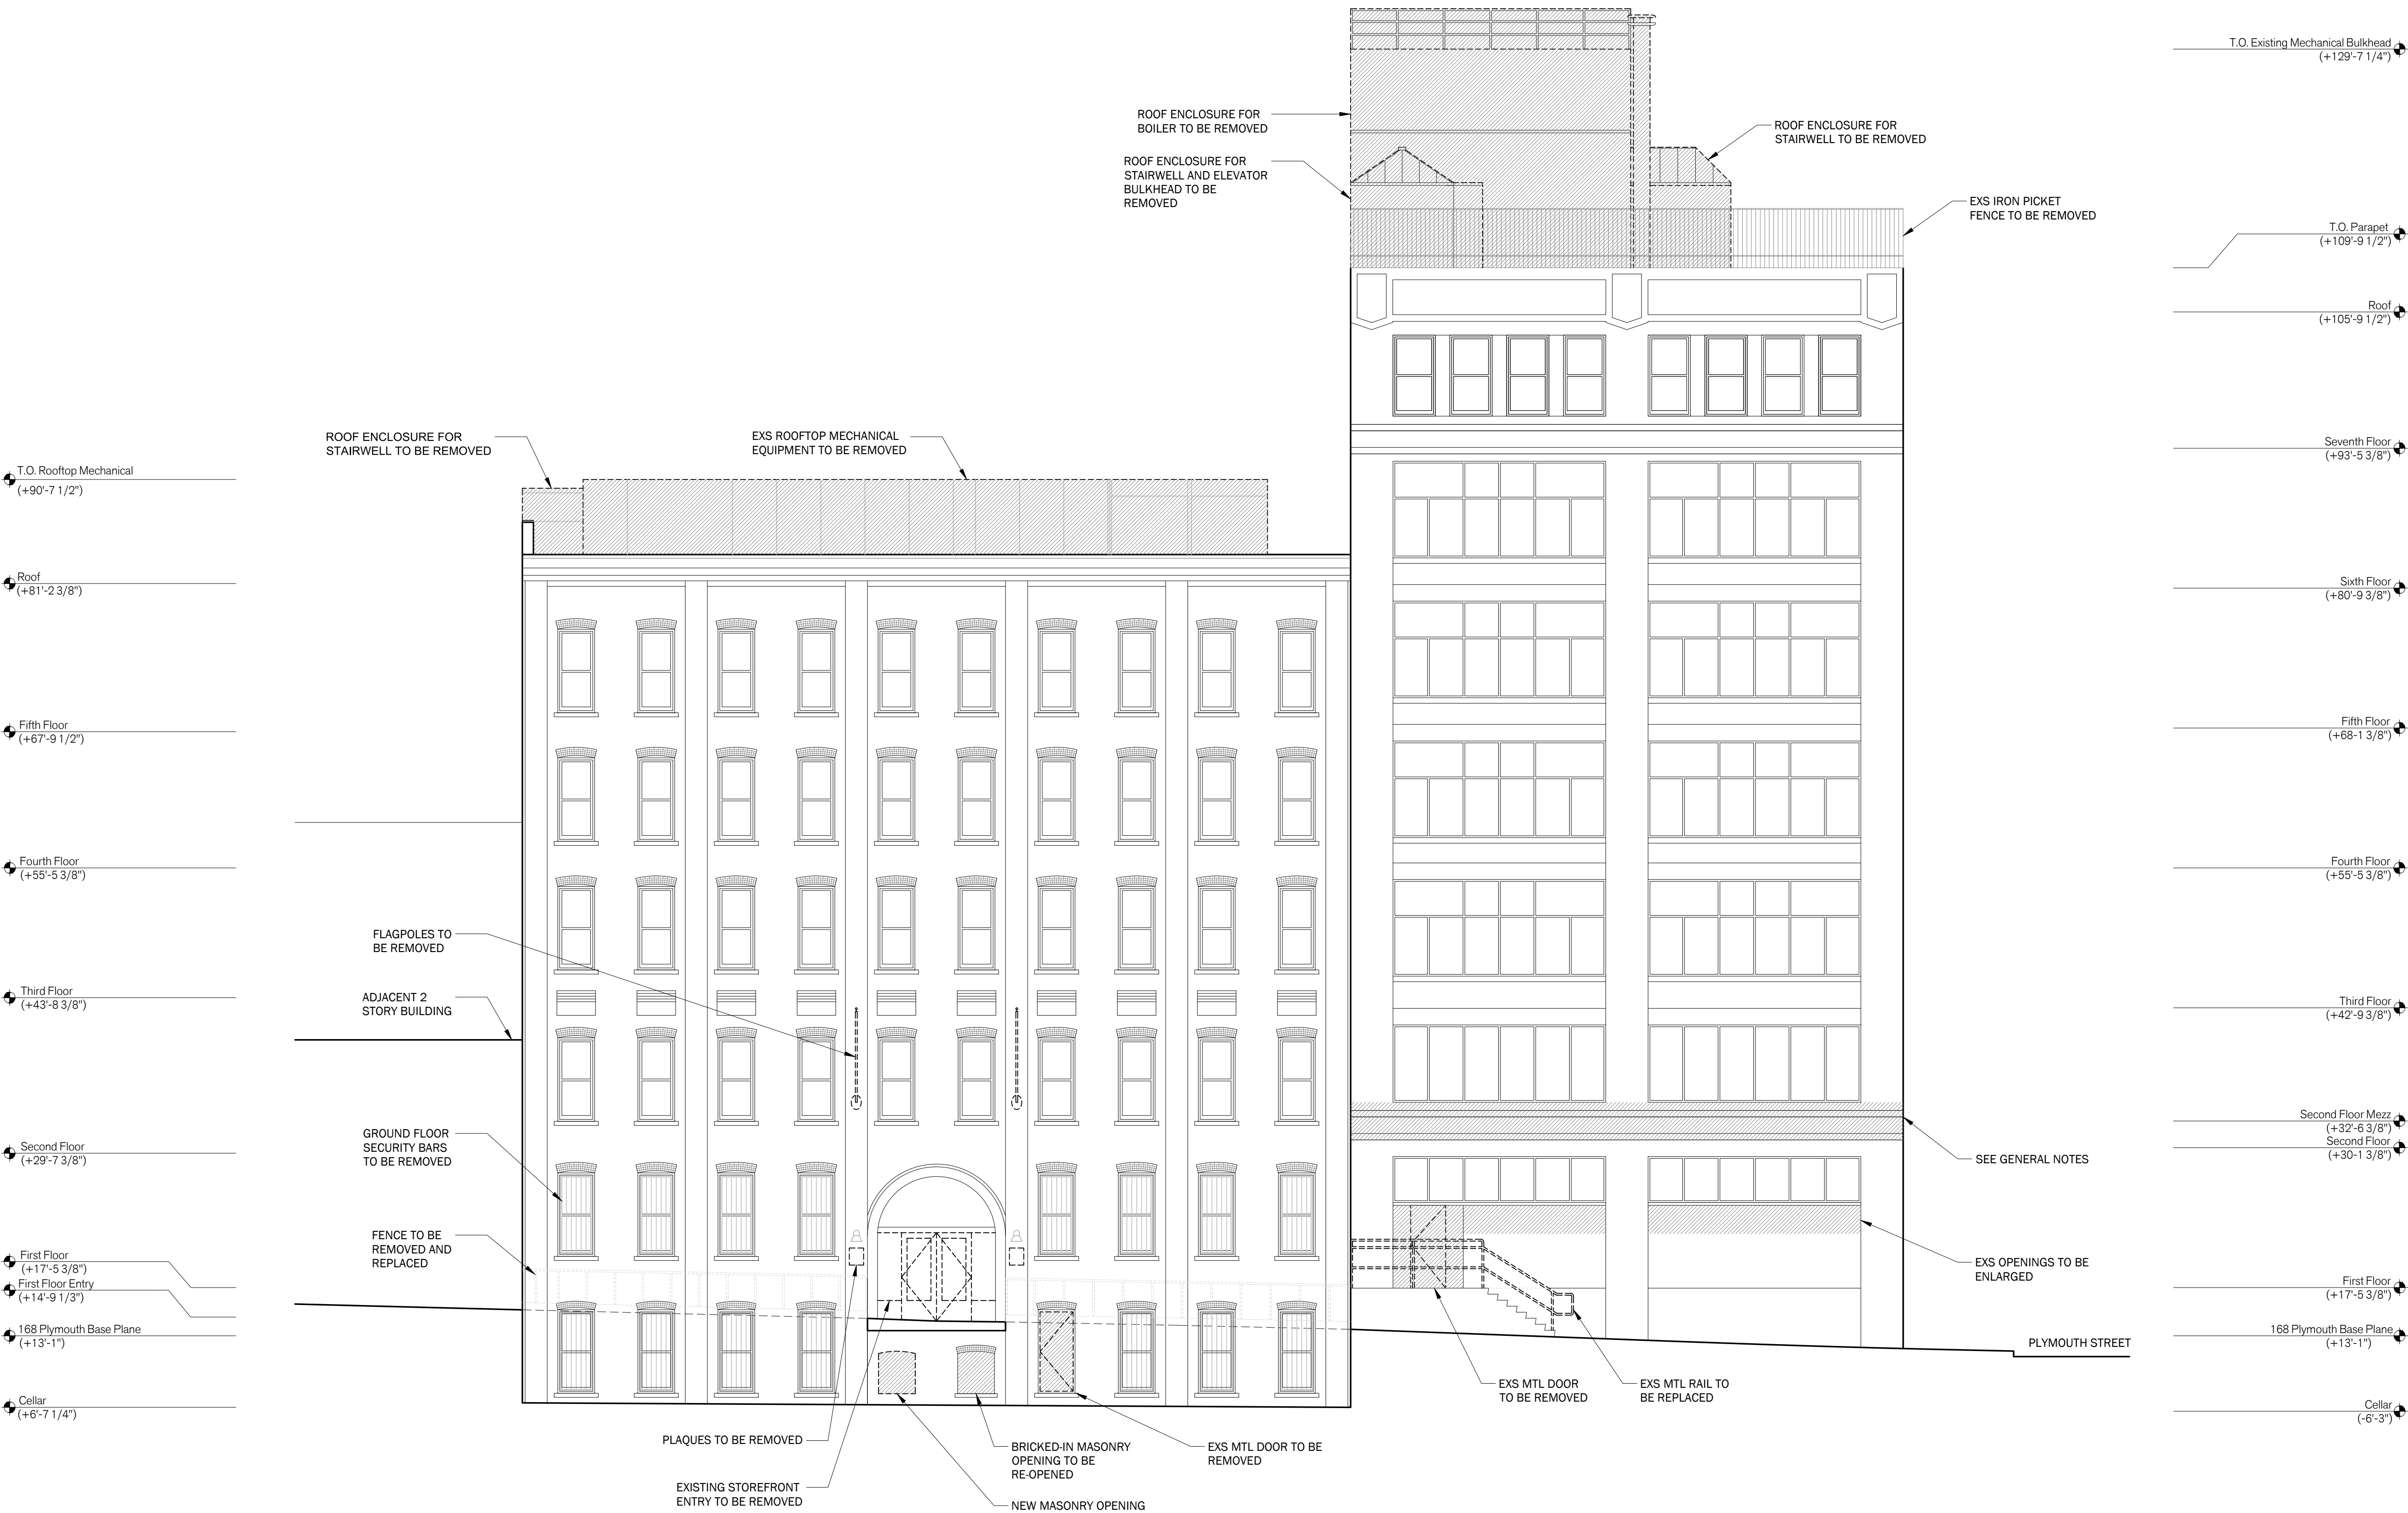 T.O. Existing Mechanical Bulkhead
(+129'-7 1/4")
ROOF ENCLOSURE FOR
BOILER TO BE REMOVED
ROOF ENCLOSURE FOR
STAIRWELL TO BE REMOVED
ROOF ENCLOSURE FOR
STAIRWELL AND ELEVATOR
BULKHEAD TO BE
REMOVED
EXS IRON PICKET
FENCE TO BE REMOVED
T.O. Parapet
(+109'-9 1/2")
Roof
(+105'-9 1/2")
ROOF ENCLOSURE FOR
STAIRWELL TO BE REMOVED
EXS ROOFTOP MECHANICAL
EQUIPMENT TO BE REMOVED
Seventh Floor
(+93'-5 3/8")
T.O. Rooftop Mechanical
(+90'-7 1/2")
Roof
(+81'-2 3/8")
Sixth Floor
(+80'-9 3/8")
Fifth Floor
(+67'-9 1/2")
Fifth Floor
(+68-1 3/8")
Fourth Floor
(+55'-5 3/8")
Fourth Floor
(+55'-5 3/8")
FLAGPOLES TO
BE REMOVED
Third Floor
(+43'-8 3/8")
ADJACENT 2
STORY BUILDING
Third Floor
(+42'-9 3/8")
Second Floor Mezz
(+32'-6 3/8")
Second Floor
(+30-1 3/8")
GROUND FLOOR
SECURITY BARS
TO BE REMOVED
Second Floor
(+29'-7 3/8")
SEE GENERAL NOTES
FENCE TO BE
REMOVED AND
REPLACED
First Floor
(+17'-5 3/8")
First Floor Entry
(+14'-9 1/3")
EXS OPENINGS TO BE
ENLARGED
First Floor
(+17'-5 3/8")
168 Plymouth Base Plane
(+13'-1")
PLYMOUTH STREET
168 Plymouth Base Plane
(+13'-1")
EXS MTL DOOR
TO BE REMOVED
EXS MTL RAIL TO
BE REPLACED
Cellar
(+6'-7 1/4")
Cellar
(-6'-3")
PLAQUES TO BE REMOVED
BRICKED-IN MASONRY
OPENING TO BE
RE-OPENED
EXS MTL DOOR TO BE
REMOVED
EXISTING STOREFRONT
ENTRY TO BE REMOVED
NEW MASONRY OPENING